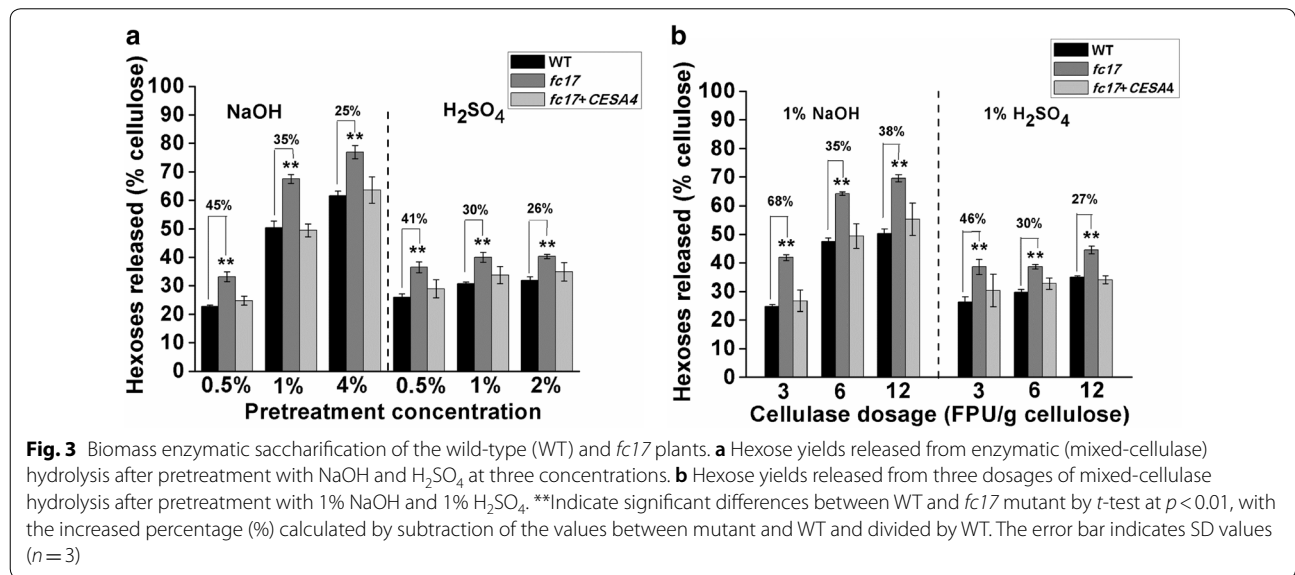 a
WT
fc17
fc17+CESA4
NaOH
H2SO4
45%
35%
25%
41%
30%
26%
**
**
**
**
**
**
Hexoses released (% cellulose)
100
90
80
70
60
50
40
30
20
10
0
0.5% 1% 4% 0.5% 1% 2%
Pretreatment concentration
b
WT
fc17
fc17+CESA4
1% NaOH
1% H2SO4
68%
35%
38%
46%
30%
27%
**
**
**
**
**
**
Hexoses released (% cellulose)
100
90
80
70
60
50
40
30
20
10
0
3 6 12 3 6 12
Cellulase dosage (FPU/g cellulose)
Fig. 3 Biomass enzymatic saccharification of the wild-type (WT) and fc17 plants. a Hexose yields released from enzymatic (mixed-cellulase)
hydrolysis after pretreatment with NaOH and H2SO4 at three concentrations. b Hexose yields released from three dosages of mixed-cellulase
hydrolysis after pretreatment with 1% NaOH and 1% H2SO4. **Indicate significant differences between WT and fc17 mutant by t-test at p < 0.01, with
the increased percentage (%) calculated by subtraction of the values between mutant and WT and divided by WT. The error bar indicates SD values
(n = 3)